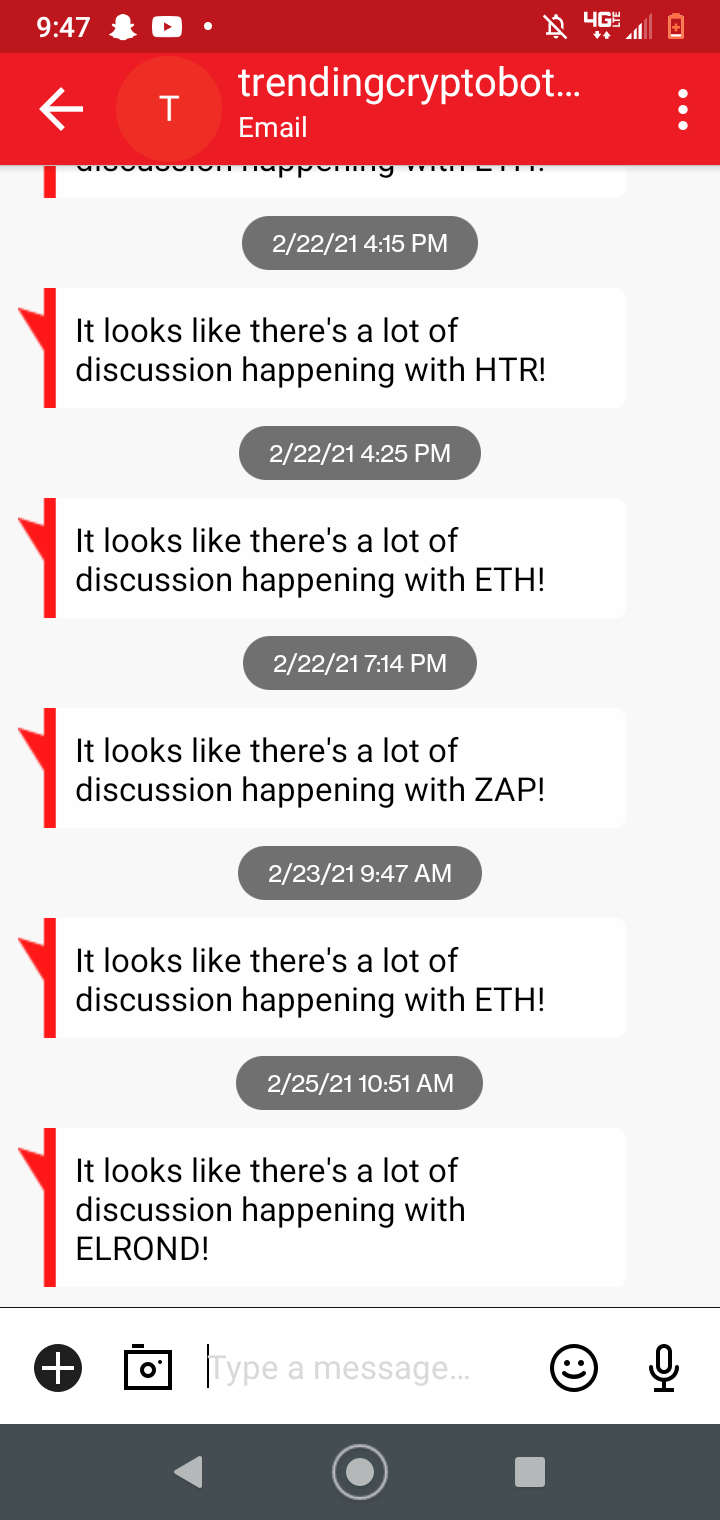 9:47
4G LTE
T
trendingcryptobot...
Email
discussion happening with ETH!
2/22/21 4:15 PM
It looks like there's a lot of
discussion happening with HTR!
2/22/21 4:25 PM
It looks like there's a lot of
discussion happening with ETH!
2/22/21 7:14 PM
It looks like there's a lot of
discussion happening with ZAP!
2/23/21 9:47 AM
It looks like there's a lot of
discussion happening with ETH!
2/25/21 10:51 AM
It looks like there's a lot of
discussion happening with
ELROND!
Type a message...